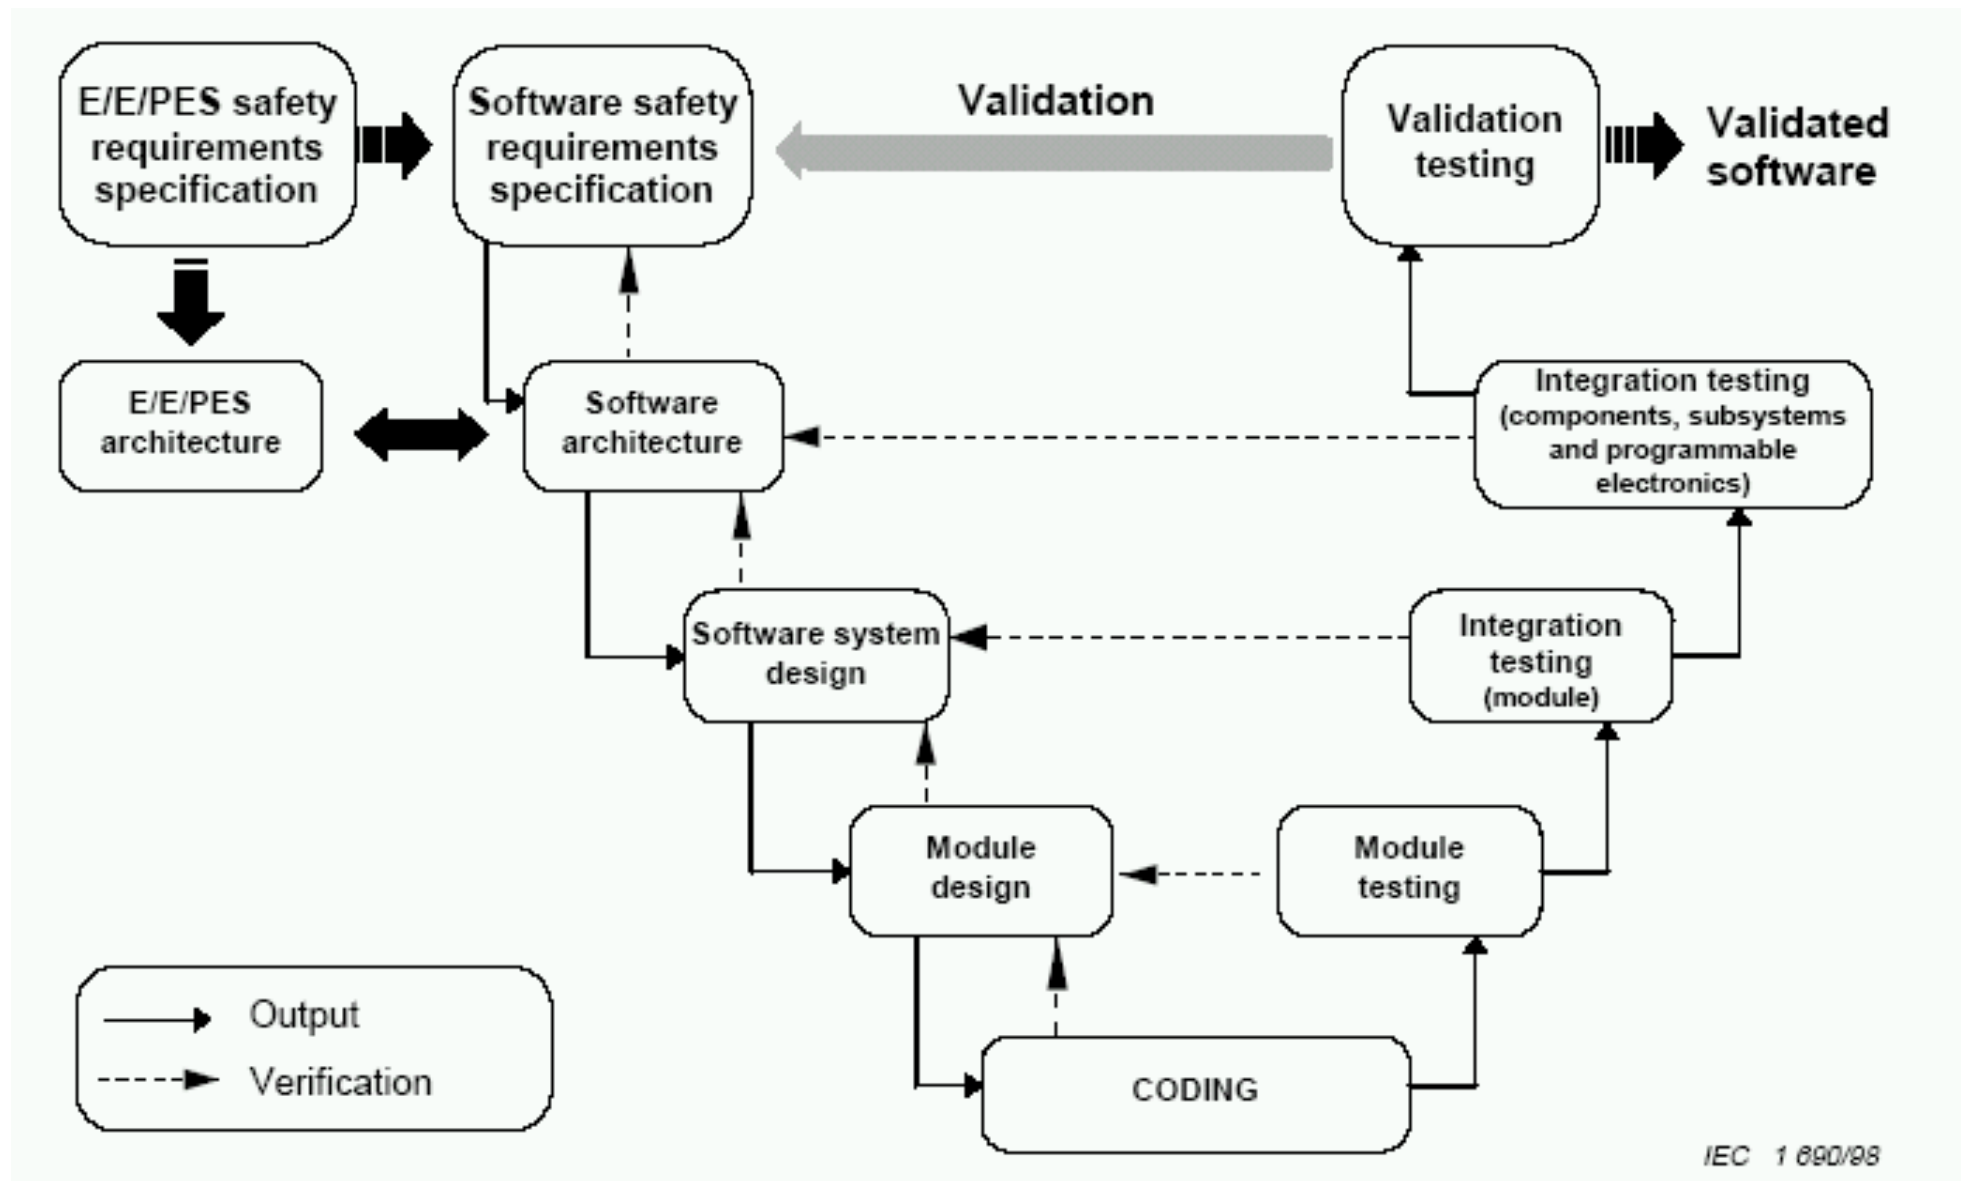 E/E/PES safety
requirements
specification
Software safety
requirements
specification
Validation
Validation
testing
Validated
software
E/E/PES
architecture
Software
architecture
Integration testing
(components, subsystems
and programmable
electronics)
Software system
design
Integration
testing
(module)
Module
design
Module
testing
Output
Verification
CODING
IEC 1 690/98